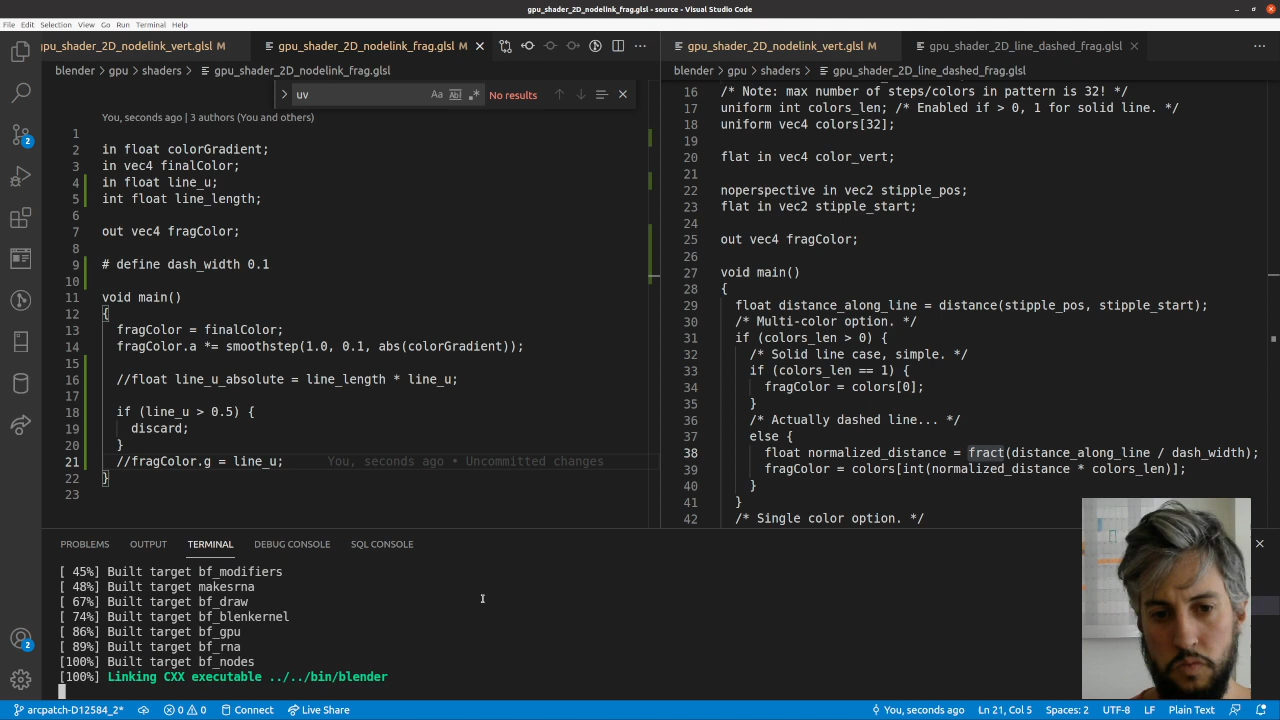 gpu_shader_2D_nodelink_frag.glsl - source - Visual Studio Code
File Edit Selection View Go Run Terminal Help
gpu_shader_2D_nodelink_vert.glsl M
gpu_shader_2D_nodelink_frag.glsl M
gpu_shader_2D_nodelink_vert.glsl M
gpu_shader_2D_line_dashed_frag.glsl
blender > gpu > shaders > gpu_shader_2D_nodelink_frag.glsl
blender > gpu > shaders > gpu_shader_2D_line_dashed_frag.glsl
uv
Aa Ab| .* No results
You, seconds ago | 3 authors (You and others)
1
2 in float colorGradient;
3 in vec4 finalColor;
4 in float line_u;
5 int float line_length;
6
7 out vec4 fragColor;
8
9 # define dash_width 0.1
10
11 void main()
12 {
13 fragColor = finalColor;
14 fragColor.a *= smoothstep(1.0, 0.1, abs(colorGradient));
15
16 //float line_u_absolute = line_length * line_u;
17
18 if (line_u > 0.5) {
19 discard;
20 }
21 //fragColor.g = line_u; You, seconds ago • Uncommitted changes
22 }
23
16 /* Note: max number of steps/colors in pattern is 32! */
17 uniform int colors_len; /* Enabled if > 0, 1 for solid line. */
18 uniform vec4 colors[32];
19
20 flat in vec4 color_vert;
21
22 noperspective in vec2 stipple_pos;
23 flat in vec2 stipple_start;
24
25 out vec4 fragColor;
26
27 void main()
28 {
29 float distance_along_line = distance(stipple_pos, stipple_start);
30 /* Multi-color option. */
31 if (colors_len > 0) {
32 /* Solid line case, simple. */
33 if (colors_len == 1) {
34 fragColor = colors[0];
35 }
36 /* Actually dashed line... */
37 else {
38 float normalized_distance = fract(distance_along_line / dash_width);
39 fragColor = colors[int(normalized_distance * colors_len)];
40 }
41 }
42 /* Single color option. */
PROBLEMS OUTPUT TERMINAL DEBUG CONSOLE SQL CONSOLE
[ 45%] Built target bf_modifiers
[ 48%] Built target makesrna
[ 67%] Built target bf_draw
[ 74%] Built target bf_blenkernel
[ 86%] Built target bf_gpu
[ 89%] Built target bf_rna
[100%] Built target bf_nodes
[100%] Linking CXX executable ../../bin/blender
2
2
arcpatch-D12584_2* 0 0 Connect Live Share You, seconds ago Ln 21, Col 5 Spaces: 2 UTF-8 LF Plain Text